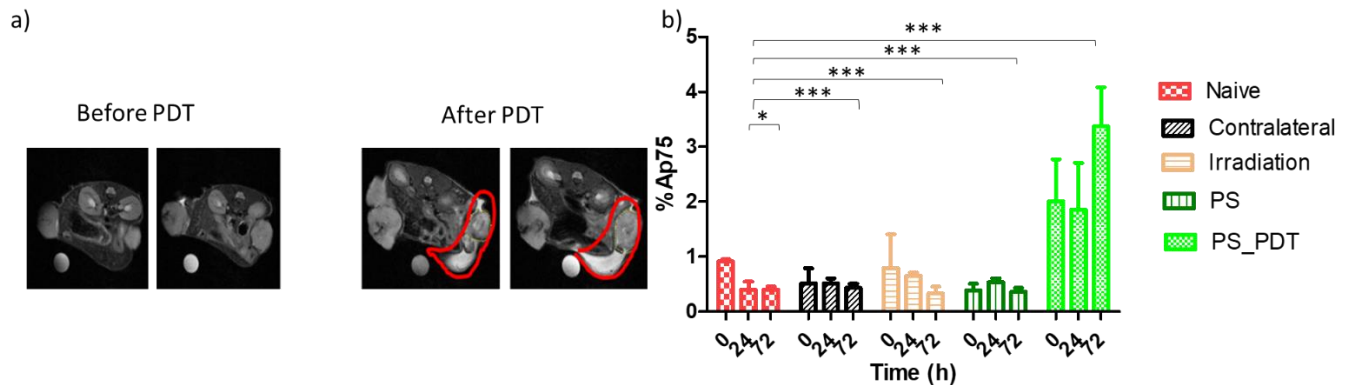 a)
Before PDT
After PDT
b)
***
***
***
***
*
5
4
3
2
1
0
%Ap75
0 24 72 0 24 72 0 24 72 0 24 72 0 24 72
Time (h)
Naive
Contralateral
Irradiation
PS
PS_PDT